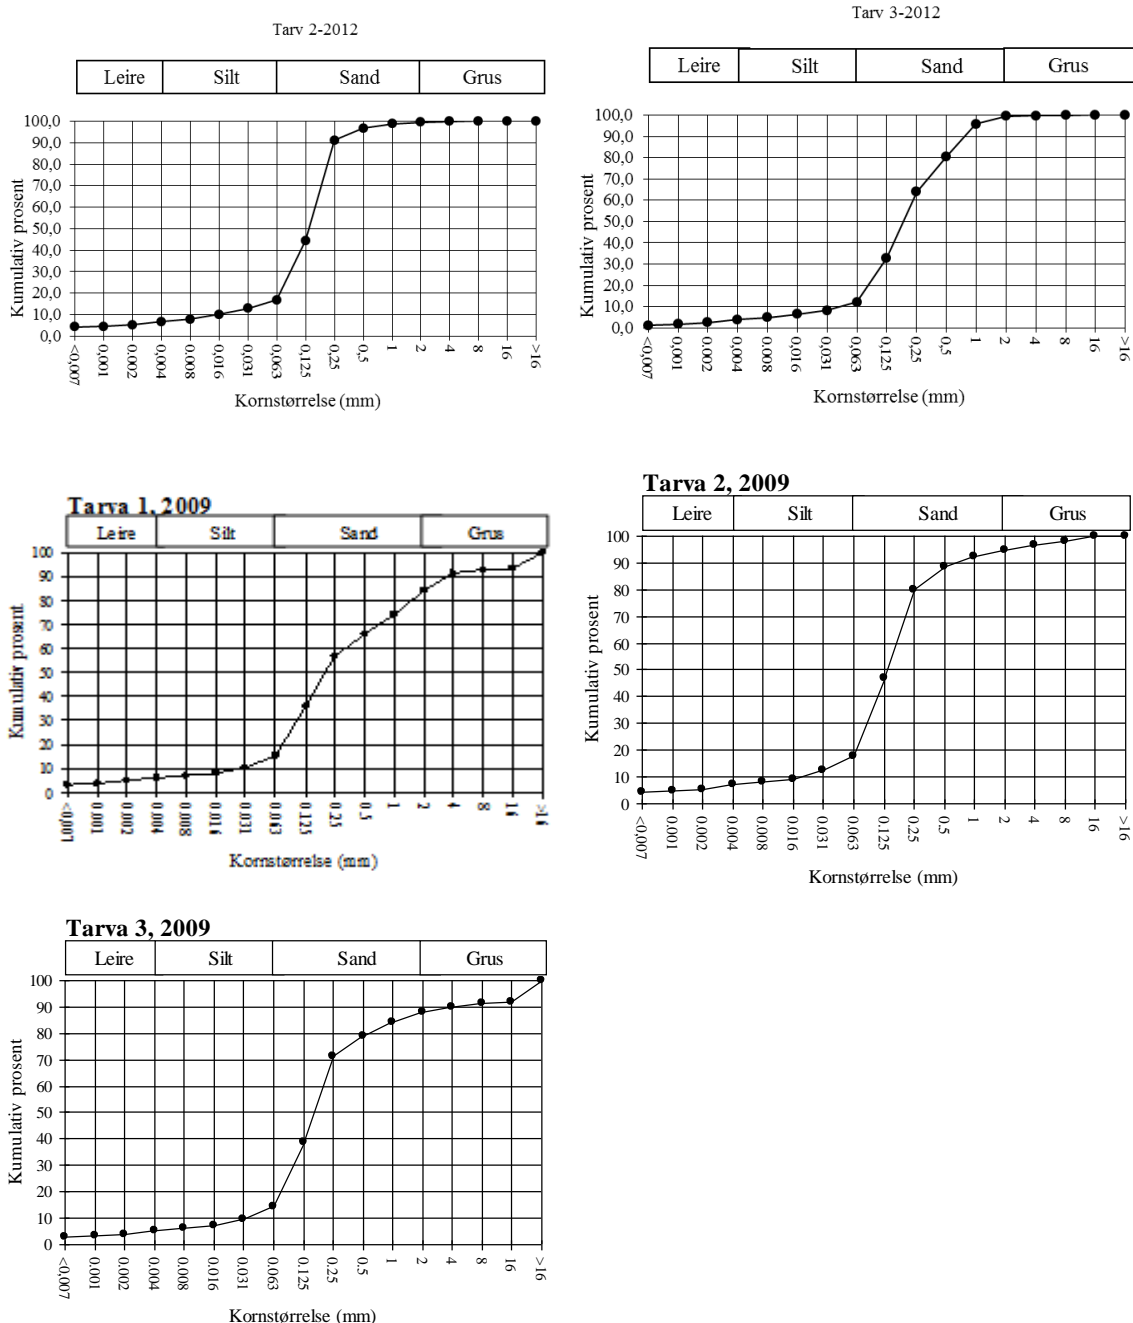 Tarv 2-2012
Leire Silt Sand Grus
Kumulativ prosent
100,0
90,0
80,0
70,0
60,0
50,0
40,0
30,0
20,0
10,0
0,0
<0,007 0,001 0.002 0.004 0.008 0.016 0.031 0.063 0,125 0,25 0,5 1 2 4 8 16 >16
Kornstørrelse (mm)
Tarv 3-2012
Leire Silt Sand Grus
Kumulativ prosent
100,0
90,0
80,0
70,0
60,0
50,0
40,0
30,0
20,0
10,0
0,0
<0,007 0,001 0.002 0,004 0,008 0,016 0,031 0,063 0,125 0,25 0,5 1 2 4 8 16 >16
Kornstørrelse (mm)
Tarva 1, 2009
Leire Silt Sand Grus
Kumulativ prosent
100
90
80
70
60
50
40
30
20
10
0
<0,007 0.001 0.002 0.004 0.008 0.016 0.031 0.063 0.125 0.25 0.5 1 2 4 8 16 >16
Kornstørrelse (mm)
Tarva 2, 2009
Leire Silt Sand Grus
Kumulativ prosent
100
90
80
70
60
50
40
30
20
10
0
<0,007 0.001 0.002 0.004 0.008 0.016 0.031 0.063 0.125 0.25 0.5 1 2 4 8 16 >16
Kornstørrelse (mm)
Tarva 3, 2009
Leire Silt Sand Grus
Kumulativ prosent
100
90
80
70
60
50
40
30
20
10
0
<0,007 0.001 0.002 0.004 0.008 0.016 0.031 0.063 0.125 0.25 0.5 1 2 4 8 16 >16
Kornstørrelse (mm)